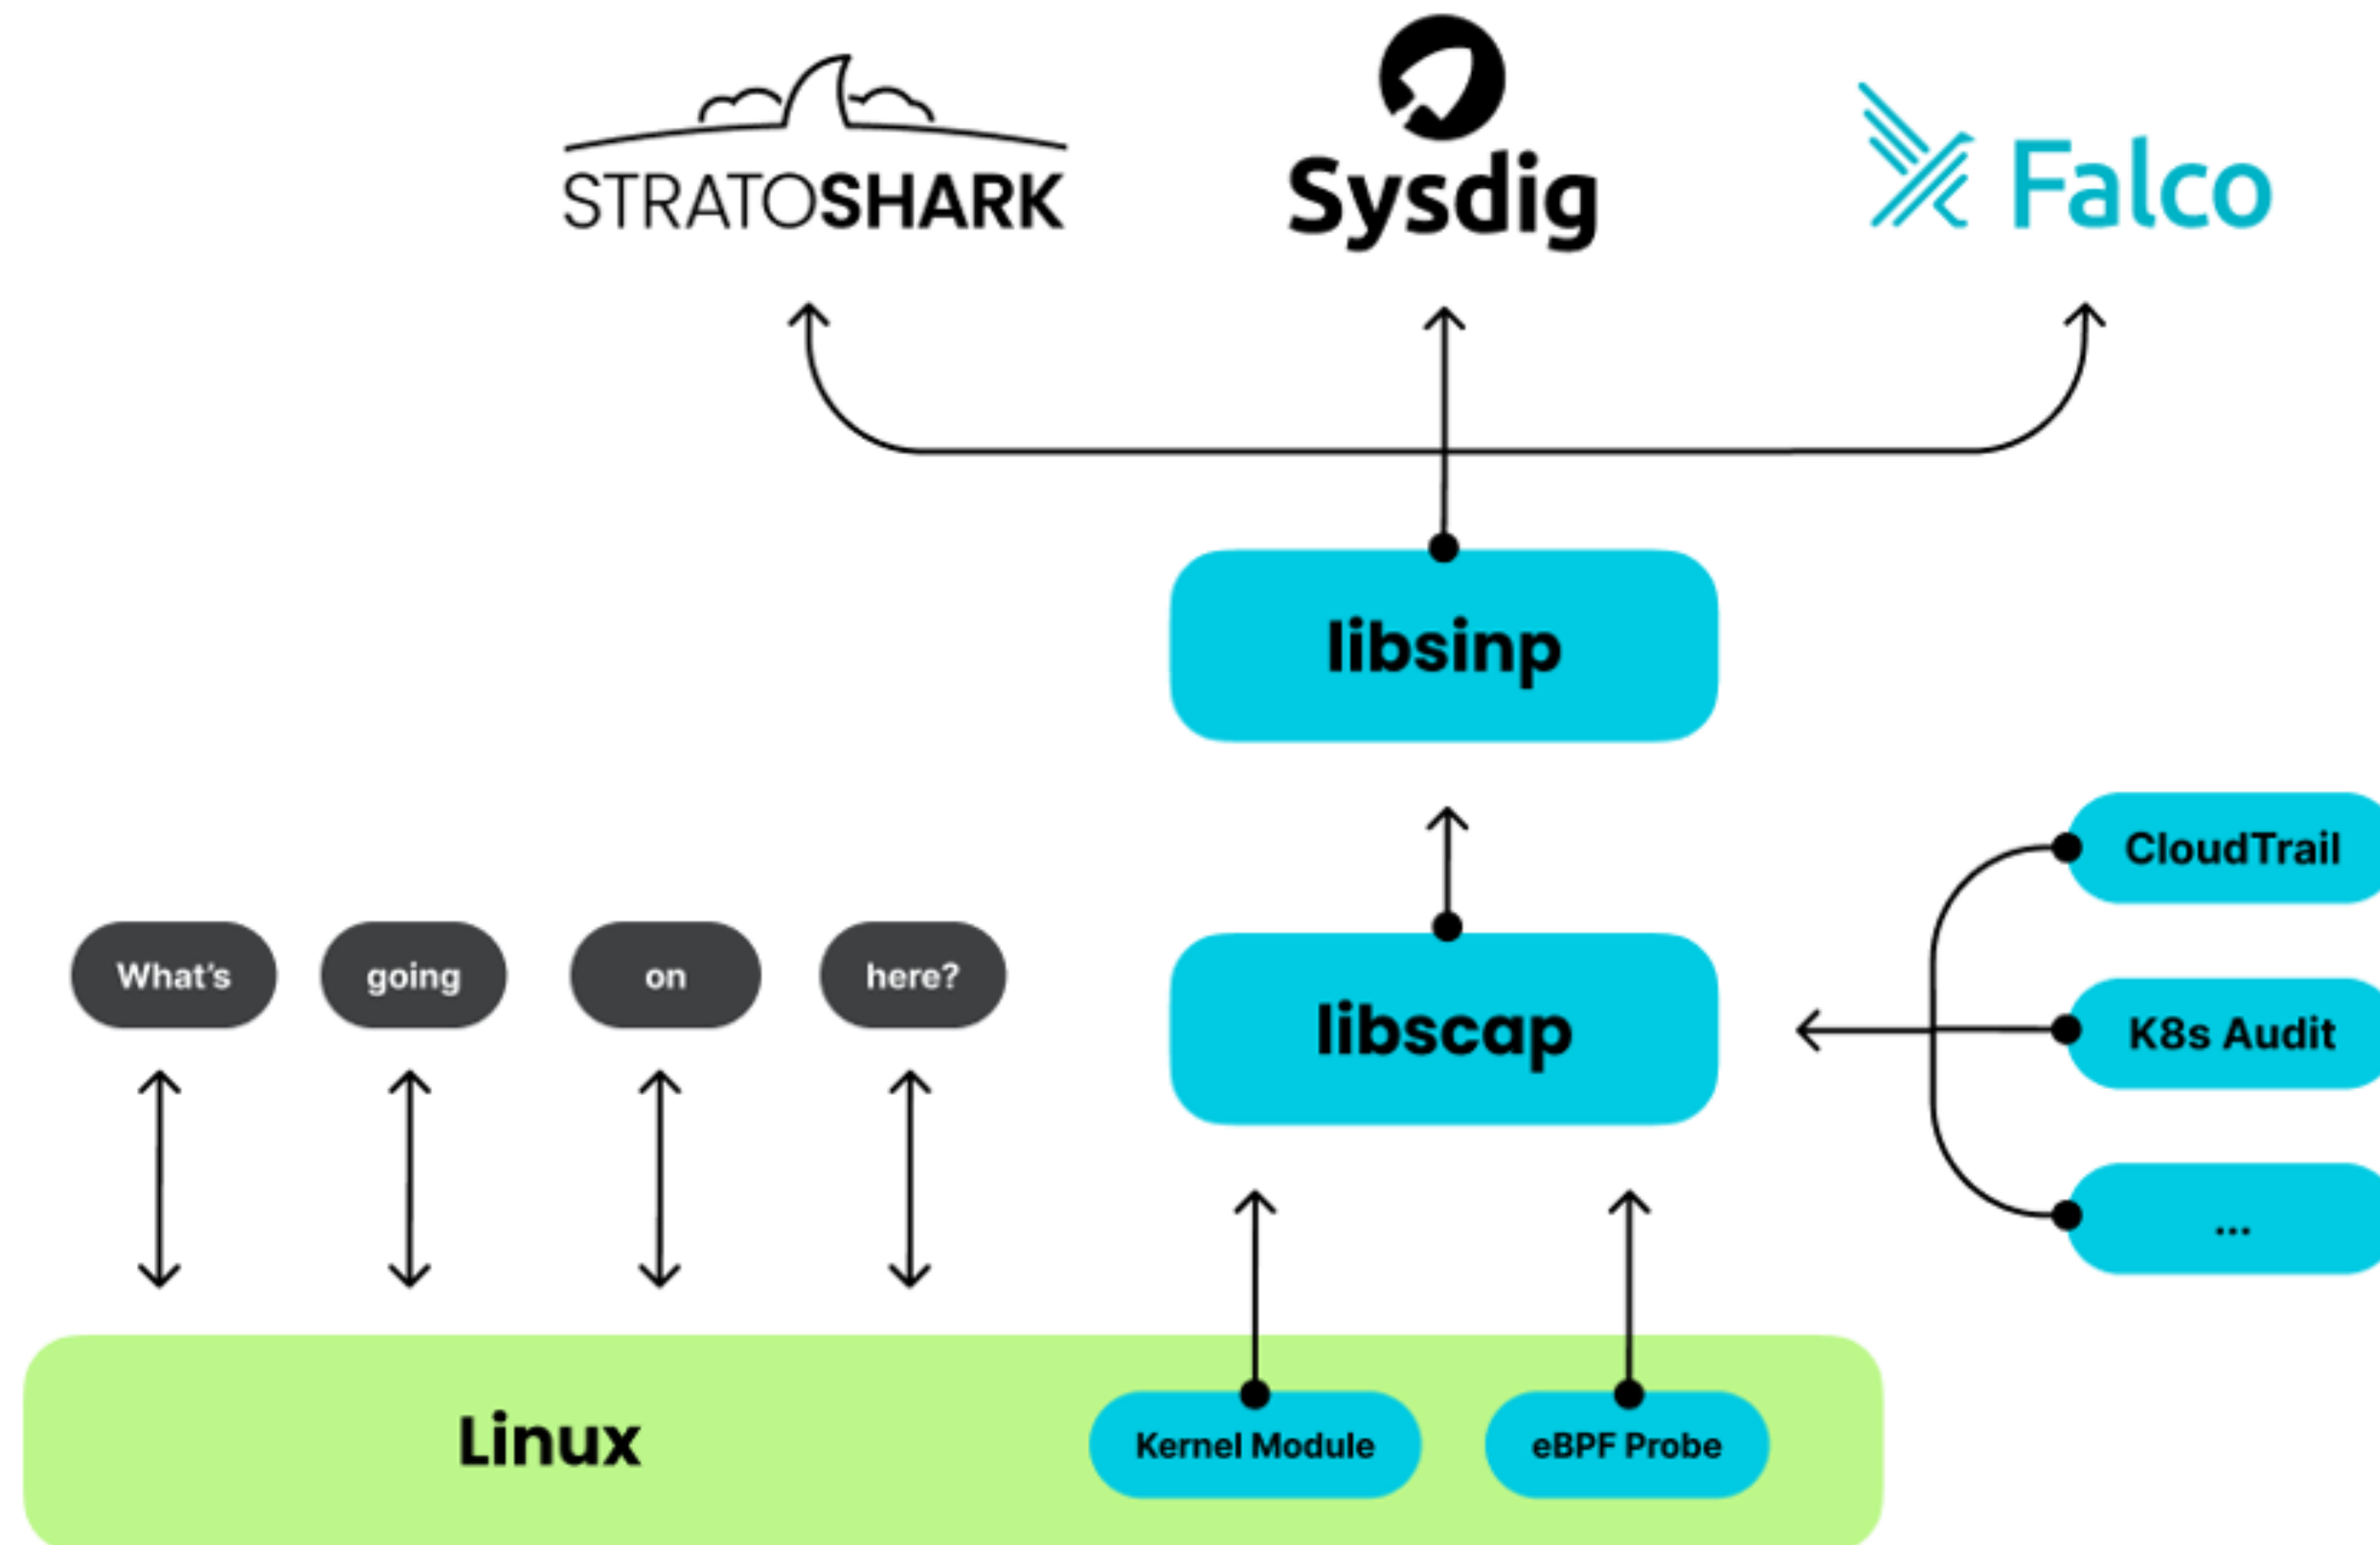 STRATOSHARK
Sysdig
Falco
libsinp
CloudTrail
What's
going
on
here?
libscap
K8s Audit
...
Linux
Kernel Module
eBPF Probe